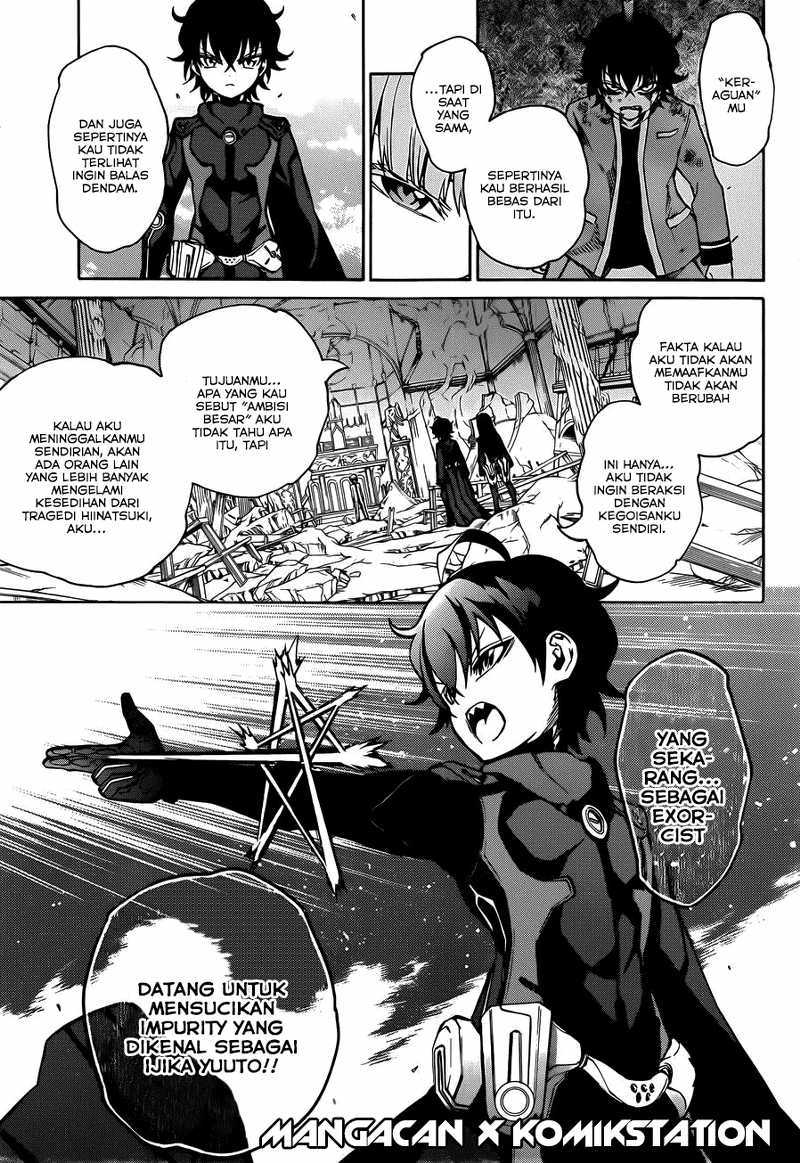 "KER-
AGUAN"
MU
...TAPI DI
SAAT
YANG
SAMA,
SEPERTINYA
KAU BERHASIL
BEBAS DARI
ITU.
DAN JUGA
SEPERTINYA
KAU TIDAK
TERLIHAT
INGIN BALAS
DENDAM.
FAKTA KALAU
AKU TIDAK AKAN
MEMAAFKANMU
TIDAK AKAN
BERUBAH
INI HANYA...
AKU TIDAK
INGIN BERAKSI
DENGAN
KEGOISANKU
SENDIRI.
TUJUANMU...
APA YANG KAU
SEBUT "AMBISI
BESAR" AKU
TIDAK TAHU APA
ITU, TAPI
KALAU AKU
MENINGGALKANMU
SENDIRIAN, AKAN
ADA ORANG LAIN
YANG LEBIH BANYAK
MENGELAMI
KESEDIHAN DARI
TRAGEDI HIINATSUKI,
AKU...
YANG
SEKA-
RANG...
SEBAGAI
EXOR-
CIST
DATANG UNTUK
MENSUCIKAN
IMPURITY YANG
DIKENAL SEBAGAI
IJIKA YUUTO!!
MANGACAN X KOMIKSTATION